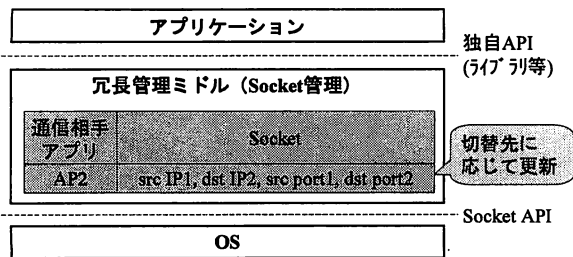 アプリケーション
独自API
(ライブラリ等)
冗長管理ミドル（Socket管理）
通信相手
アプリ
Socket
切替先に
応じて更新
AP2
src IP1, dst IP2, src port1, dst port2
Socket API
OS